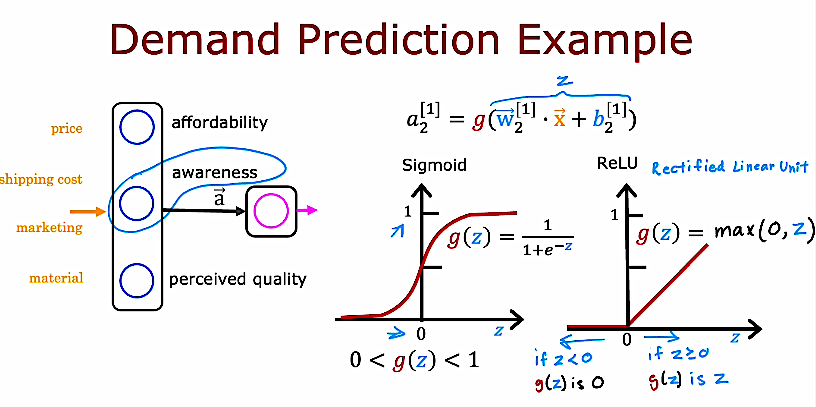 Demand Prediction Example
z
a₂^[1] = g(w⃗₂^[1] · x⃗ + b₂^[1])
price
affordability
shipping cost
awareness
a⃗
marketing
material
perceived quality
Sigmoid
1
g(z) = 1/(1+e^−z)
0
z
0 < g(z) < 1
ReLU
Rectified Linear Unit
1
g(z) = max(0, z)
0
z
if z<0
g(z) is 0
if z≥0
g(z) is z